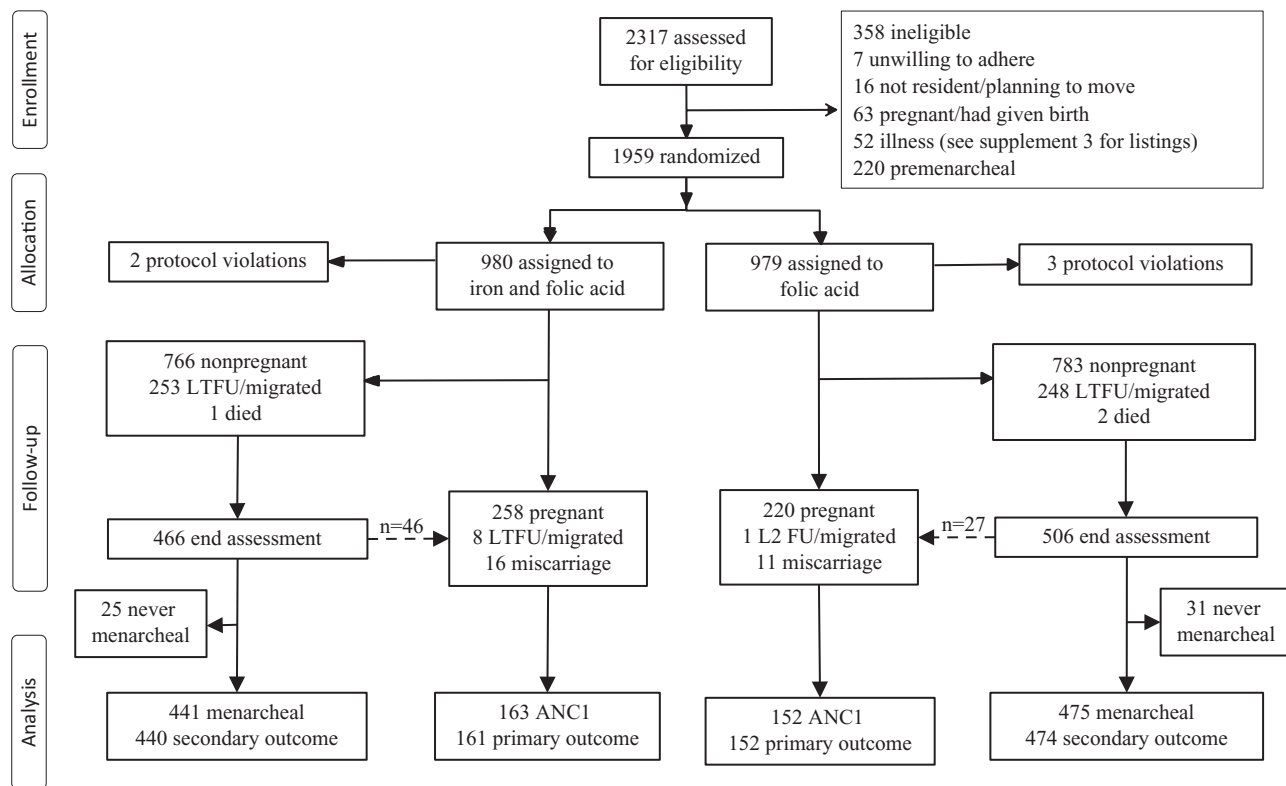 Enrollment
2317 assessed
for eligibility
358 ineligible
7 unwilling to adhere
16 not resident/planning to move
63 pregnant/had given birth
52 illness (see supplement 3 for listings)
220 premenarcheal
1959 randomized
Allocation
2 protocol violations
980 assigned to
iron and folic acid
979 assigned to
folic acid
3 protocol violations
Follow-up
766 nonpregnant
253 LTFU/migrated
1 died
783 nonpregnant
248 LTFU/migrated
2 died
466 end assessment
n=46
258 pregnant
8 LTFU/migrated
16 miscarriage
220 pregnant
1 L2 FU/migrated
11 miscarriage
n=27
506 end assessment
25 never
menarcheal
31 never
menarcheal
Analysis
441 menarcheal
440 secondary outcome
163 ANC1
161 primary outcome
152 ANC1
152 primary outcome
475 menarcheal
474 secondary outcome